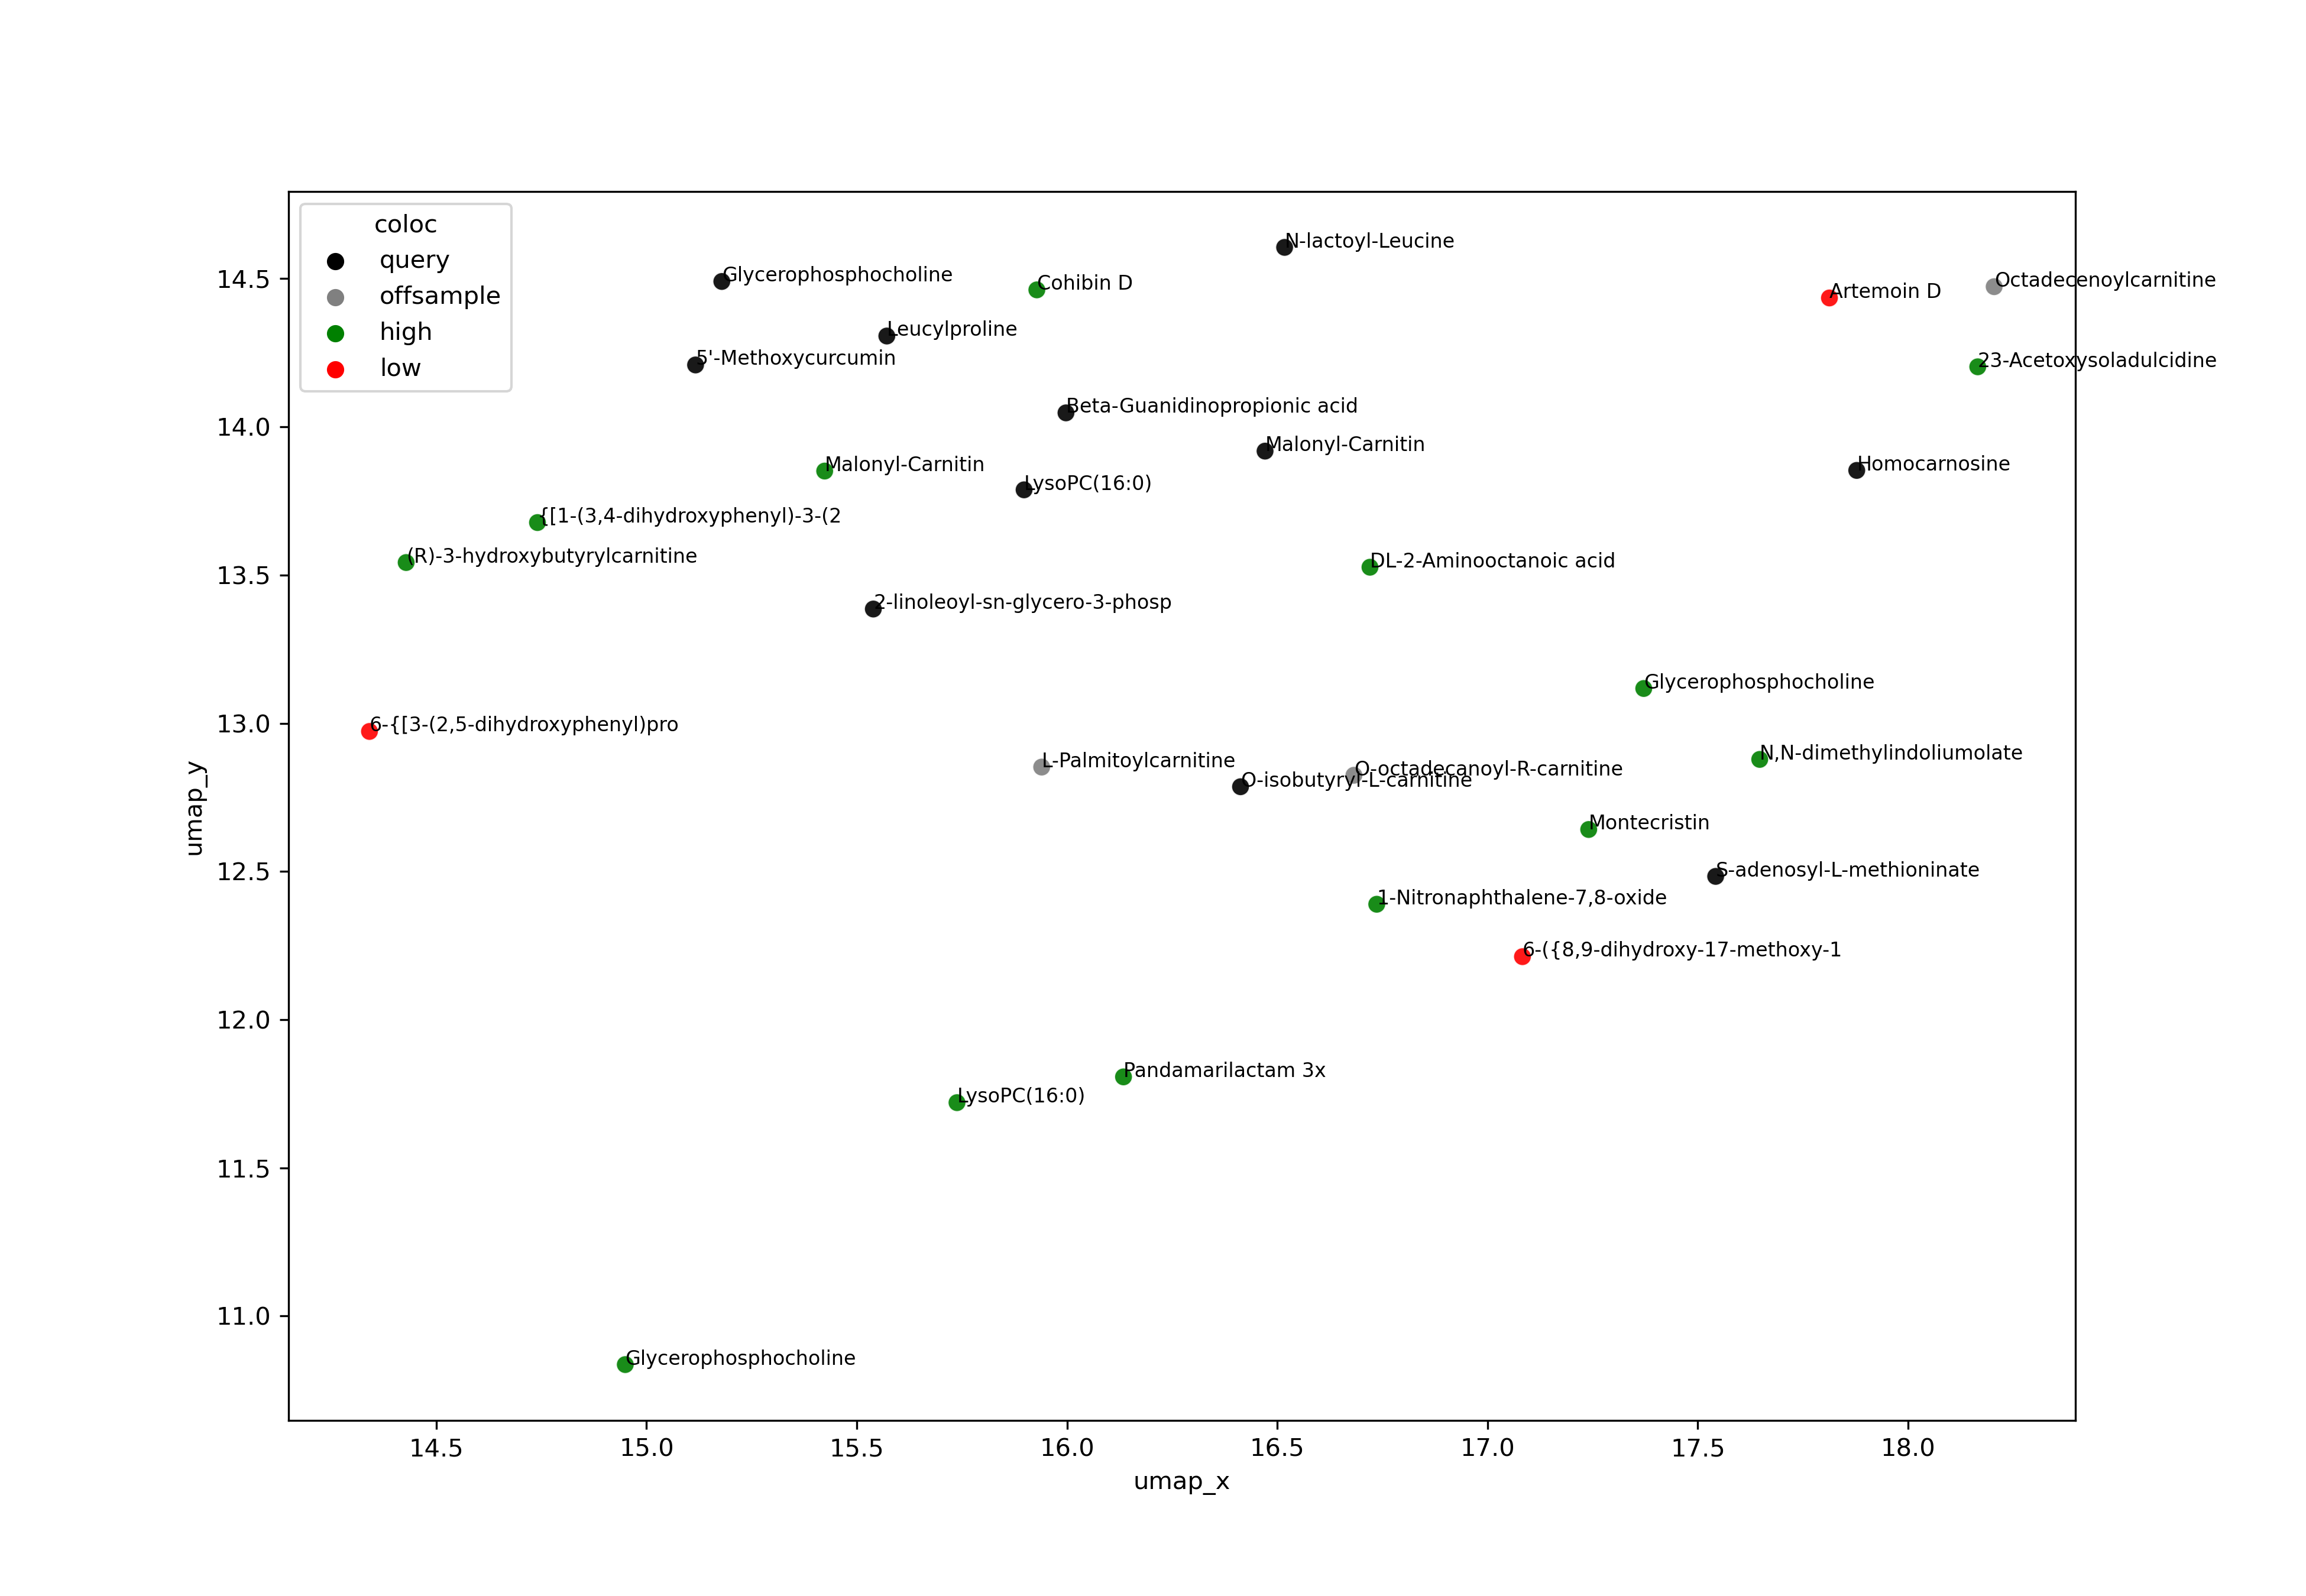 coloc
query
offsample
high
low
N-lactoyl-Leucine
Glycerophosphocholine
Cohibin D
Octadecenoylcarnitine
Artemoin D
Leucylproline
5'-Methoxycurcumin
23-Acetoxysoladulcidine
Beta-Guanidinopropionic acid
Malonyl-Carnitin
Malonyl-Carnitin
Homocarnosine
LysoPC(16:0)
{[1-(3,4-dihydroxyphenyl)-3-(2
(R)-3-hydroxybutyrylcarnitine
DL-2-Aminooctanoic acid
2-linoleoyl-sn-glycero-3-phosp
Glycerophosphocholine
6-{[3-(2,5-dihydroxyphenyl)pro
N,N-dimethylindoliumolate
L-Palmitoylcarnitine
O-octadecanoyl-R-carnitine
O-isobutyryl-L-carnitine
Montecristin
S-adenosyl-L-methioninate
1-Nitronaphthalene-7,8-oxide
6-({8,9-dihydroxy-17-methoxy-1
Pandamarilactam 3x
LysoPC(16:0)
Glycerophosphocholine
14.5
14.0
13.5
13.0
12.5
12.0
11.5
11.0
umap_y
14.5 15.0 15.5 16.0 16.5 17.0 17.5 18.0
umap_x